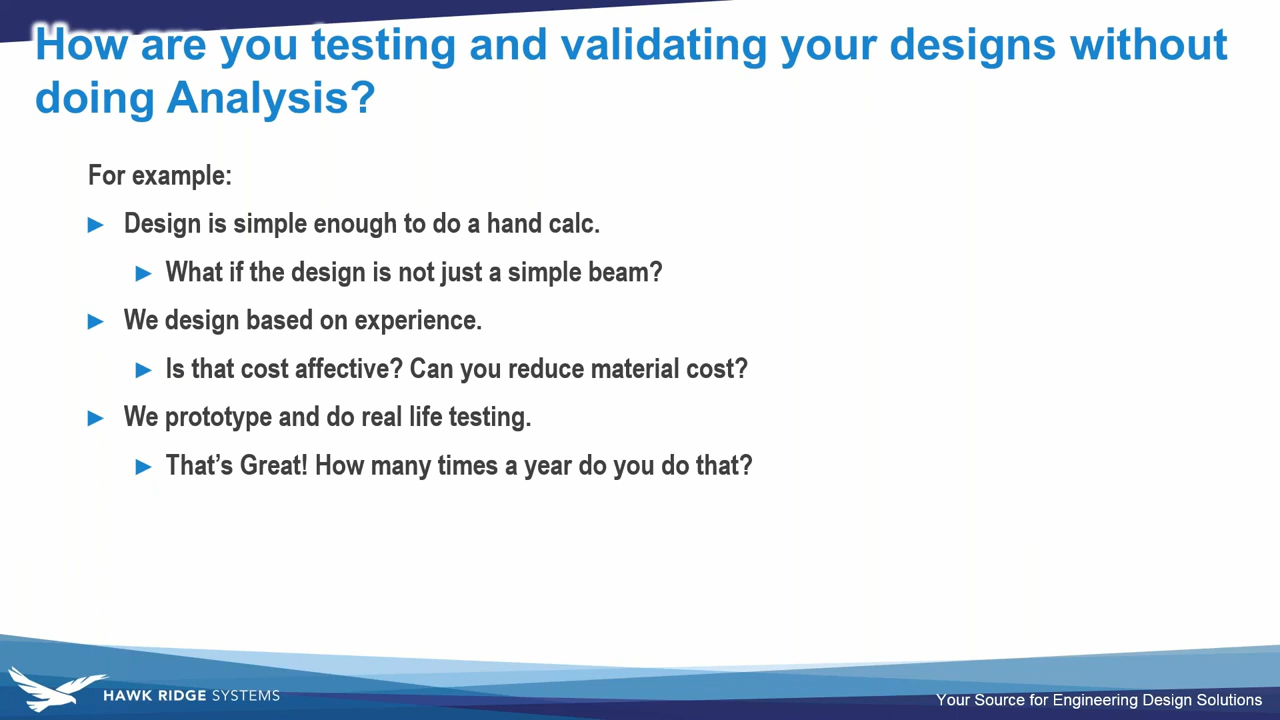 How are you testing and validating your designs without
doing Analysis?
For example:
► Design is simple enough to do a hand calc.
► What if the design is not just a simple beam?
► We design based on experience.
► Is that cost affective? Can you reduce material cost?
► We prototype and do real life testing.
► That’s Great! How many times a year do you do that?
HAWK RIDGE SYSTEMS
Your Source for Engineering Design Solutions